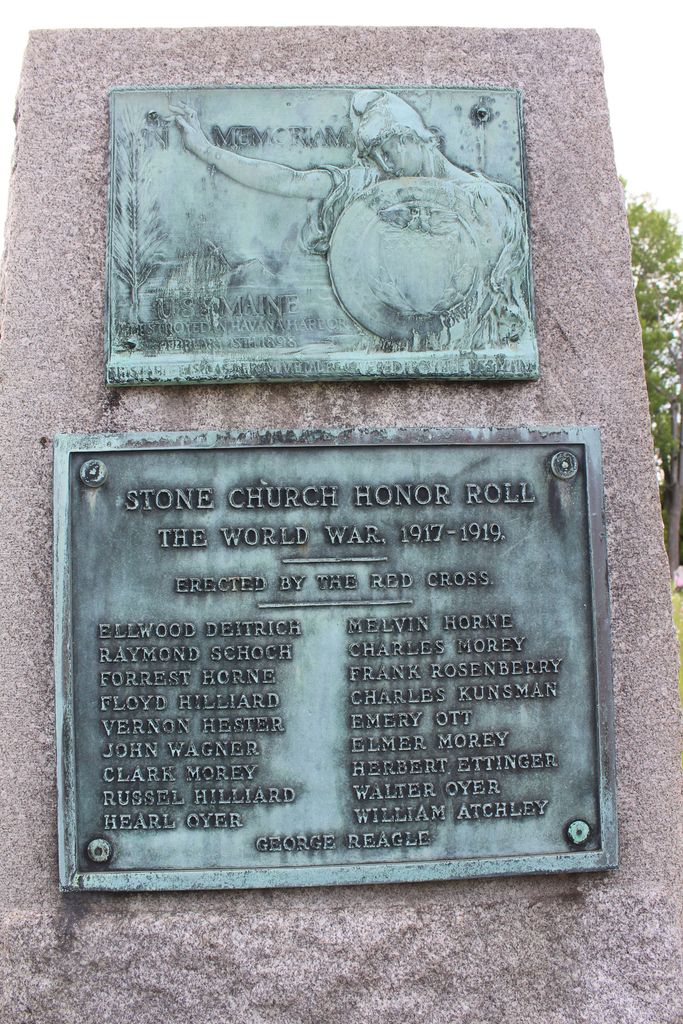 IN MEMORIAM
U.S.S. MAINE
DESTROYED IN HAVANA HARBOR
FEBRUARY 15TH 1898
STONE CHURCH HONOR ROLL
THE WORLD WAR, 1917-1919.
ERECTED BY THE RED CROSS.
ELLWOOD DEITRICH
RAYMOND SCHOCH
FORREST HORNE
FLOYD HILLIARD
VERNON HESTER
JOHN WAGNER
CLARK MOREY
RUSSEL HILLIARD
HEARL OYER
MELVIN HORNE
CHARLES MOREY
FRANK ROSENBERRY
CHARLES KUNSMAN
EMERY OTT
ELMER MOREY
HERBERT ETTINGER
WALTER OYER
WILLIAM ATCHLEY
GEORGE REAGLE